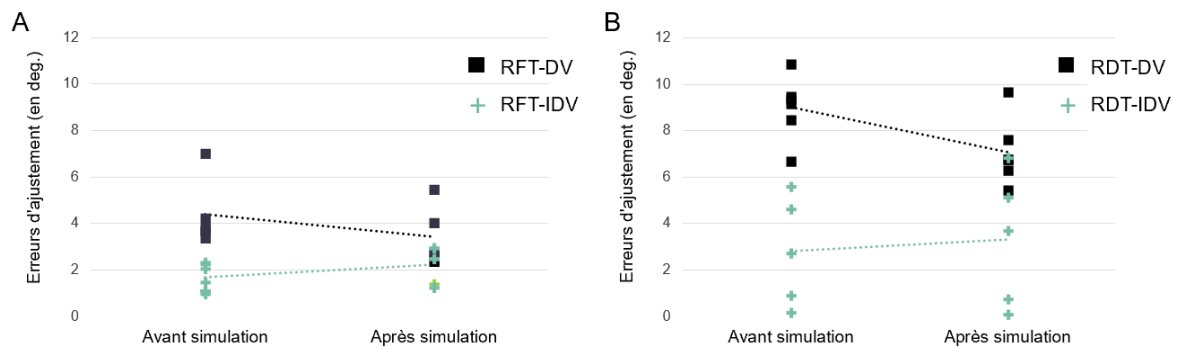 A
Erreurs d'ajustement (en deg.)
12
10
8
6
4
2
0
RFT-DV
RFT-IDV
Avant simulation
Après simulation
B
Erreurs d'ajustement (en deg.)
12
10
8
6
4
2
0
RDT-DV
RDT-IDV
Avant simulation
Après simulation